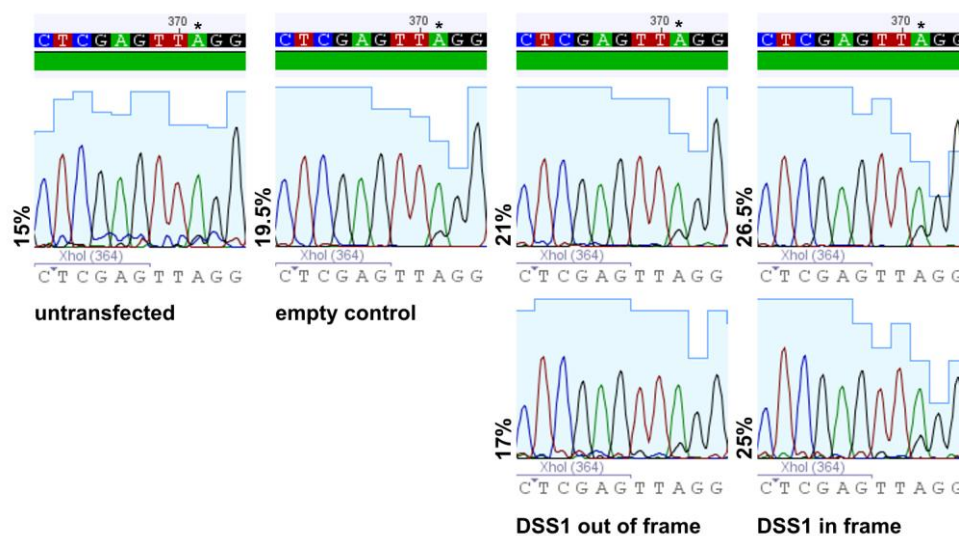 370 370 370 370
* * * *
CTCGAGTTAGG CTCGAGTTAGG CTCGAGTTAGG CTCGAGTTAGG
15% 19.5% 21% 26.5%
XhoI (364) XhoI (364) XhoI (364) XhoI (364)
CTCGAGTTAGG CTCGAGTTAGG CTCGAGTTAGG CTCGAGTTAGG
untransfected empty control
17% 25%
XhoI (364) XhoI (364)
CTCGAGTTAGG CTCGAGTTAGG
DSS1 out of frame DSS1 in frame